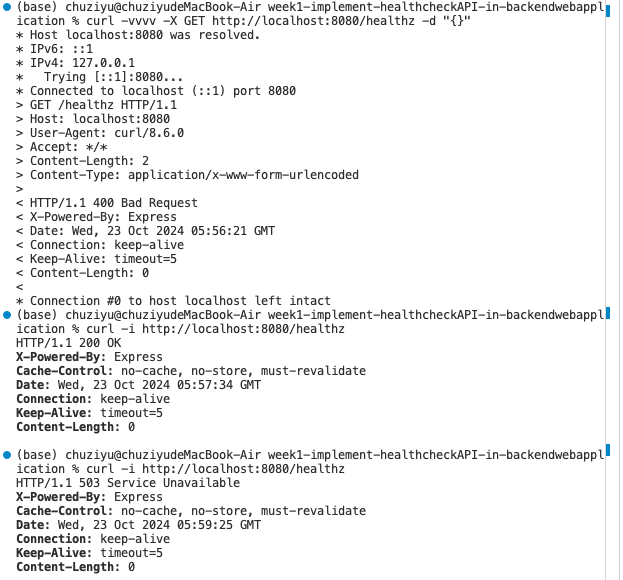 (base) chuziyu@chuziyudeMacBook-Air week1-implement-healthcheckAPI-in-backendwebappl
ication % curl -vvvv -X GET http://localhost:8080/healthz -d "{}"
* Host localhost:8080 was resolved.
* IPv6: ::1
* IPv4: 127.0.0.1
*   Trying [::1]:8080...
* Connected to localhost (::1) port 8080
> GET /healthz HTTP/1.1
> Host: localhost:8080
> User-Agent: curl/8.6.0
> Accept: */*
> Content-Length: 2
> Content-Type: application/x-www-form-urlencoded
>
< HTTP/1.1 400 Bad Request
< X-Powered-By: Express
< Date: Wed, 23 Oct 2024 05:56:21 GMT
< Connection: keep-alive
< Keep-Alive: timeout=5
< Content-Length: 0
<
* Connection #0 to host localhost left intact
(base) chuziyu@chuziyudeMacBook-Air week1-implement-healthcheckAPI-in-backendwebappl
ication % curl -i http://localhost:8080/healthz
HTTP/1.1 200 OK
X-Powered-By: Express
Cache-Control: no-cache, no-store, must-revalidate
Date: Wed, 23 Oct 2024 05:57:34 GMT
Connection: keep-alive
Keep-Alive: timeout=5
Content-Length: 0
(base) chuziyu@chuziyudeMacBook-Air week1-implement-healthcheckAPI-in-backendwebappl
ication % curl -i http://localhost:8080/healthz
HTTP/1.1 503 Service Unavailable
X-Powered-By: Express
Cache-Control: no-cache, no-store, must-revalidate
Date: Wed, 23 Oct 2024 05:59:25 GMT
Connection: keep-alive
Keep-Alive: timeout=5
Content-Length: 0